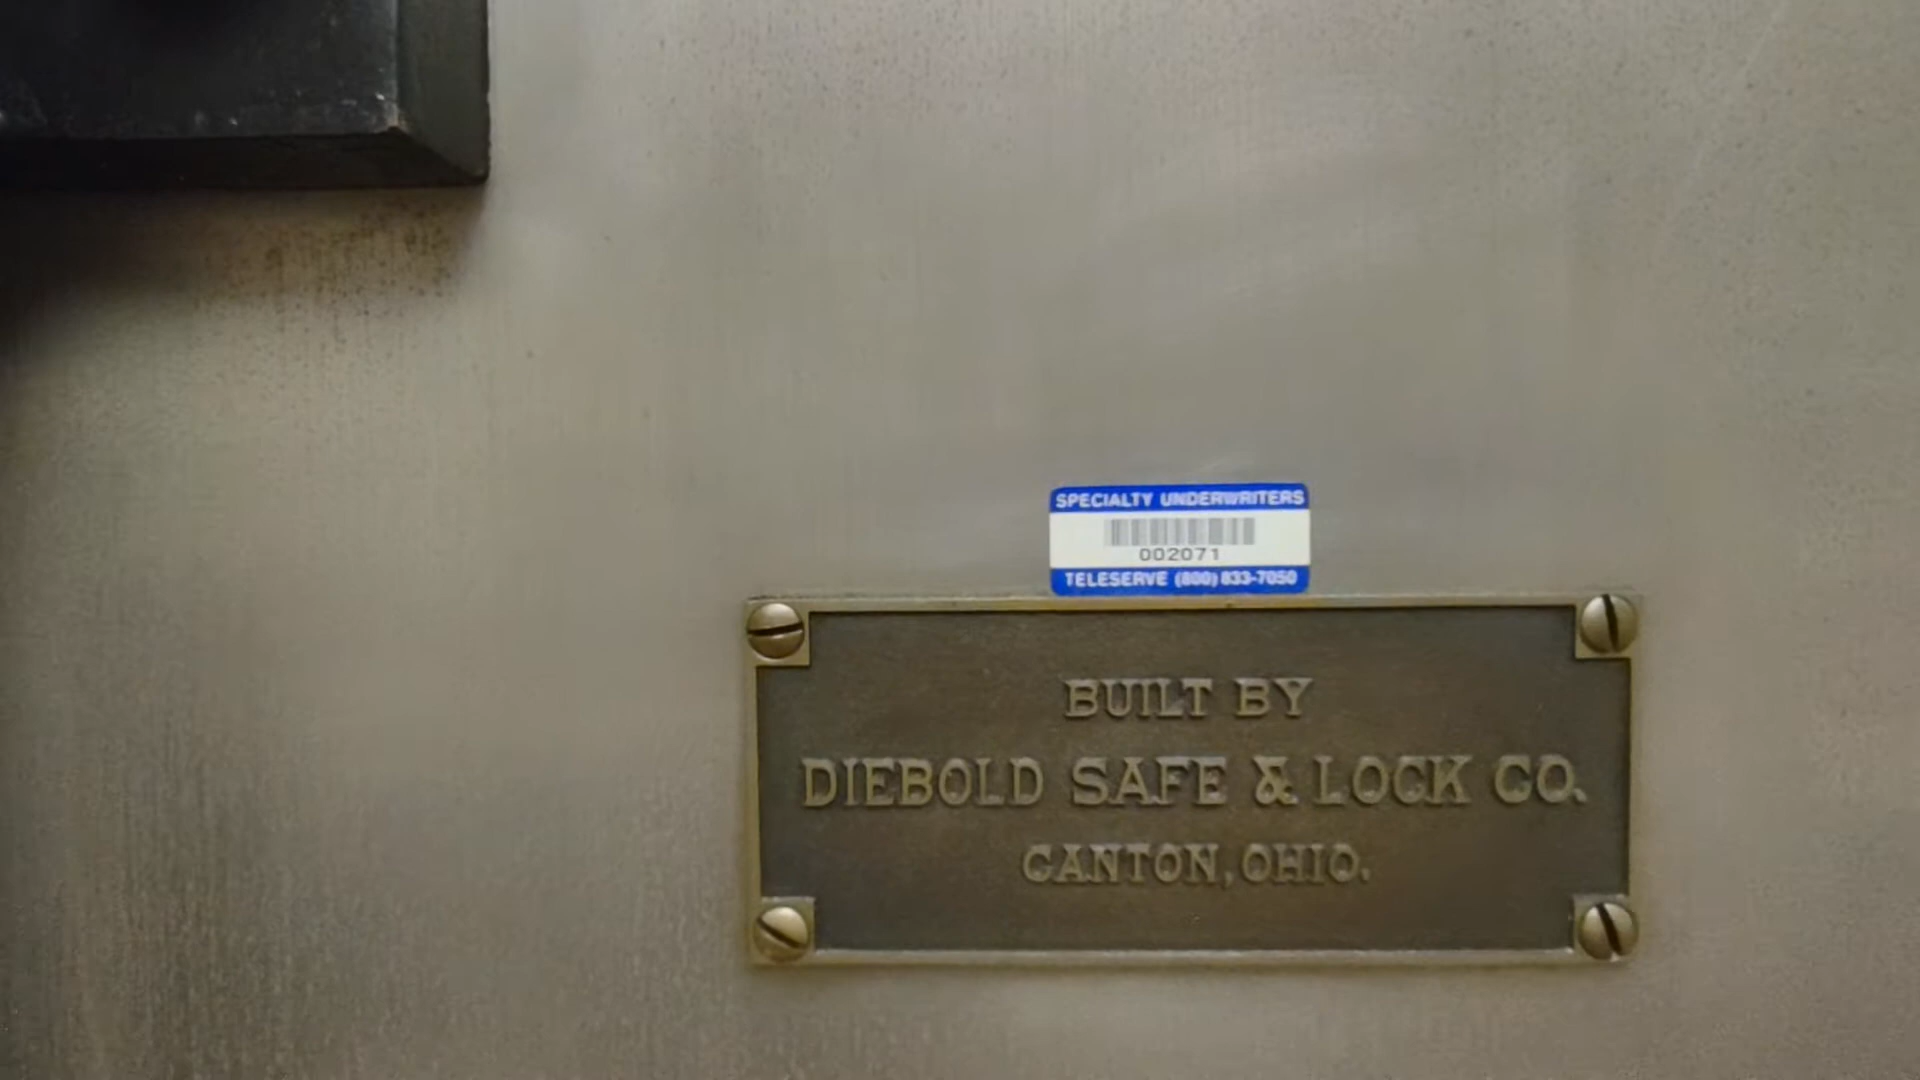 SPECIALTY UNDERWRITERS
002071
TELESERVE (800) 833-7050
BUILT BY
DIEBOLD SAFE & LOCK CO.
CANTON, OHIO.